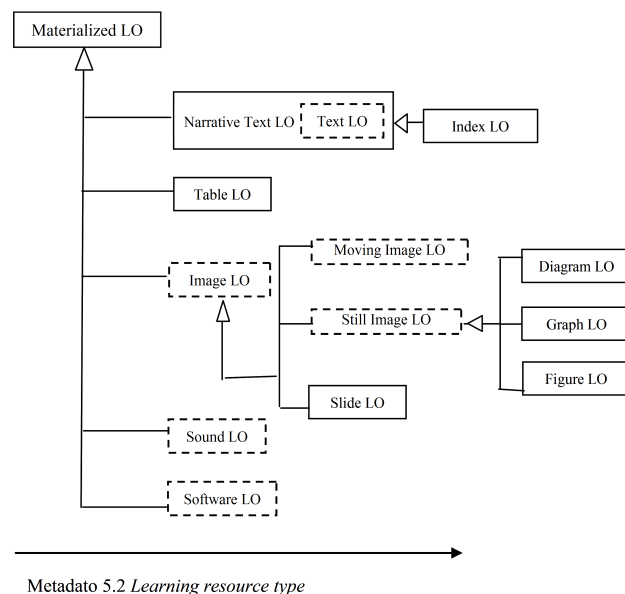 Materialized LO
Narrative Text LO
Text LO
Index LO
Table LO
Moving Image LO
Image LO
Diagram LO
Still Image LO
Graph LO
Figure LO
Slide LO
Sound LO
Software LO
Metadato 5.2 Learning resource type